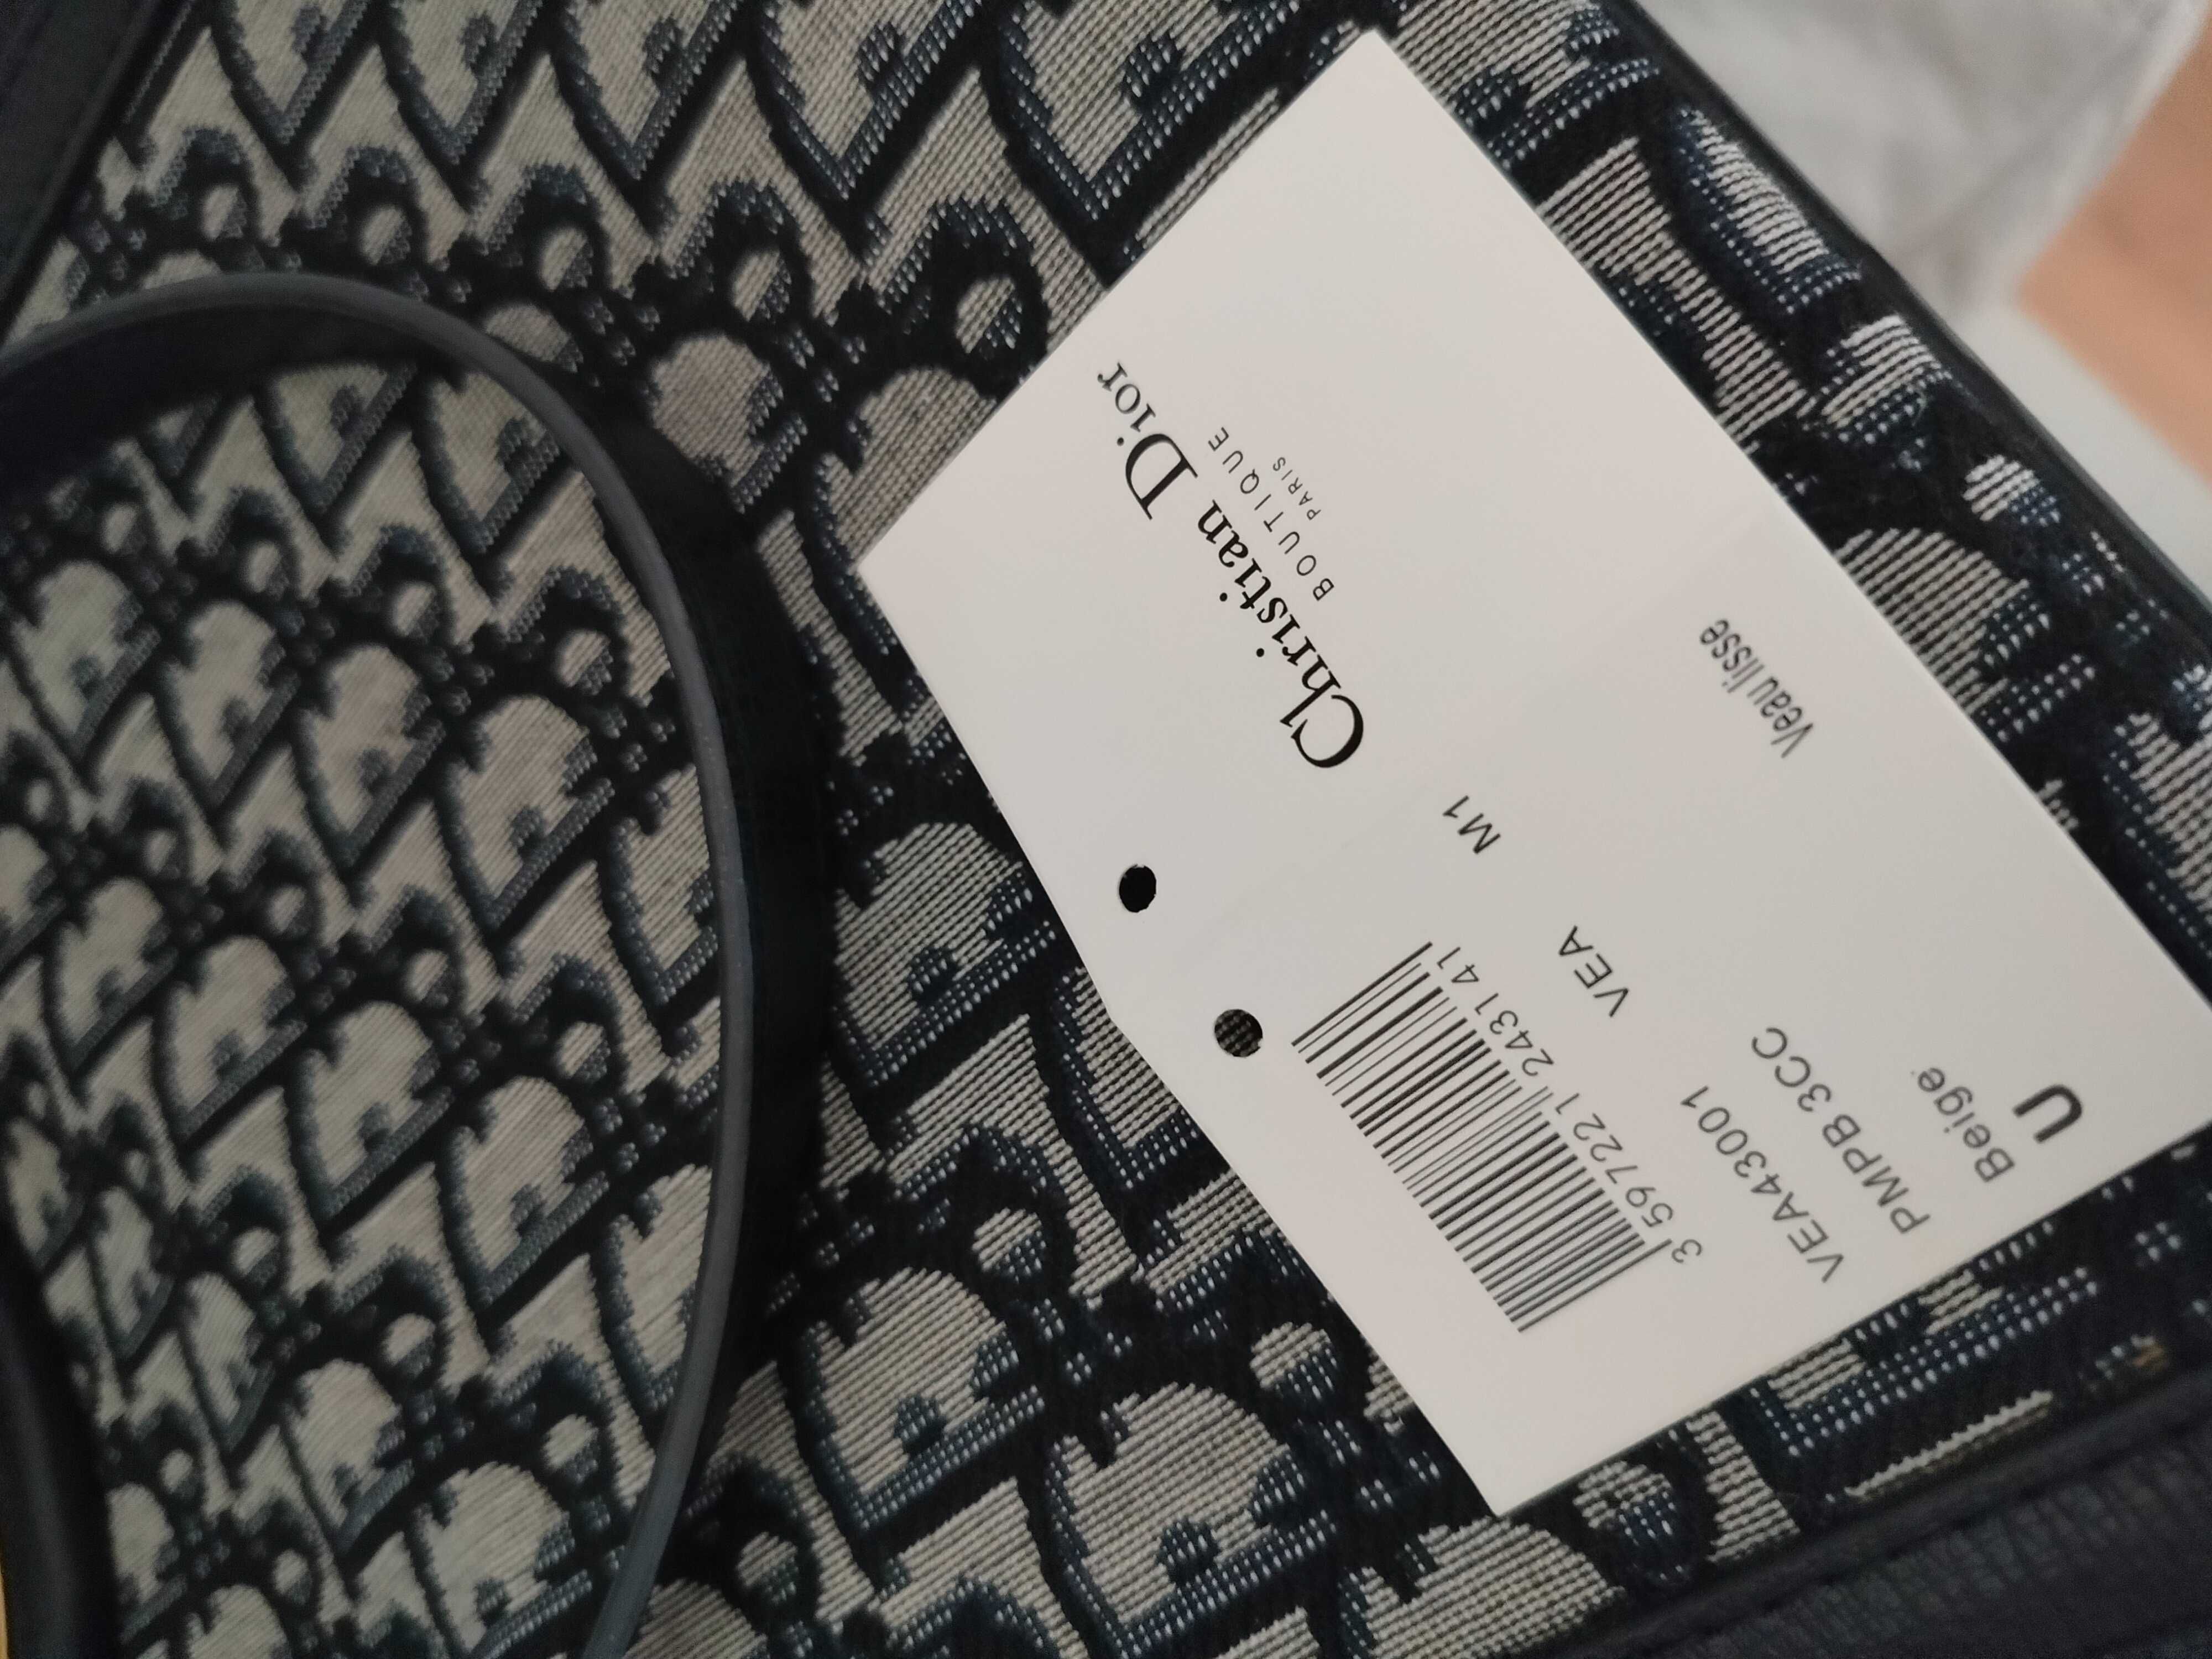 Christian Dior
BOUTIQUE
PARIS
M1
3 597221 243141
VEA
VEA43001
PMPB 3CC
Veau lisse
Beige
U